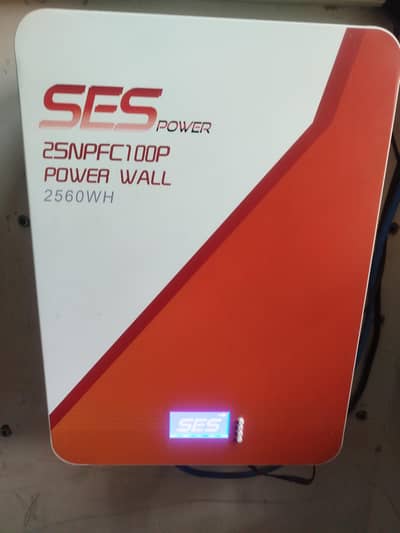 SES POWER
25NPFC100P
POWER WALL
2560WH
SES